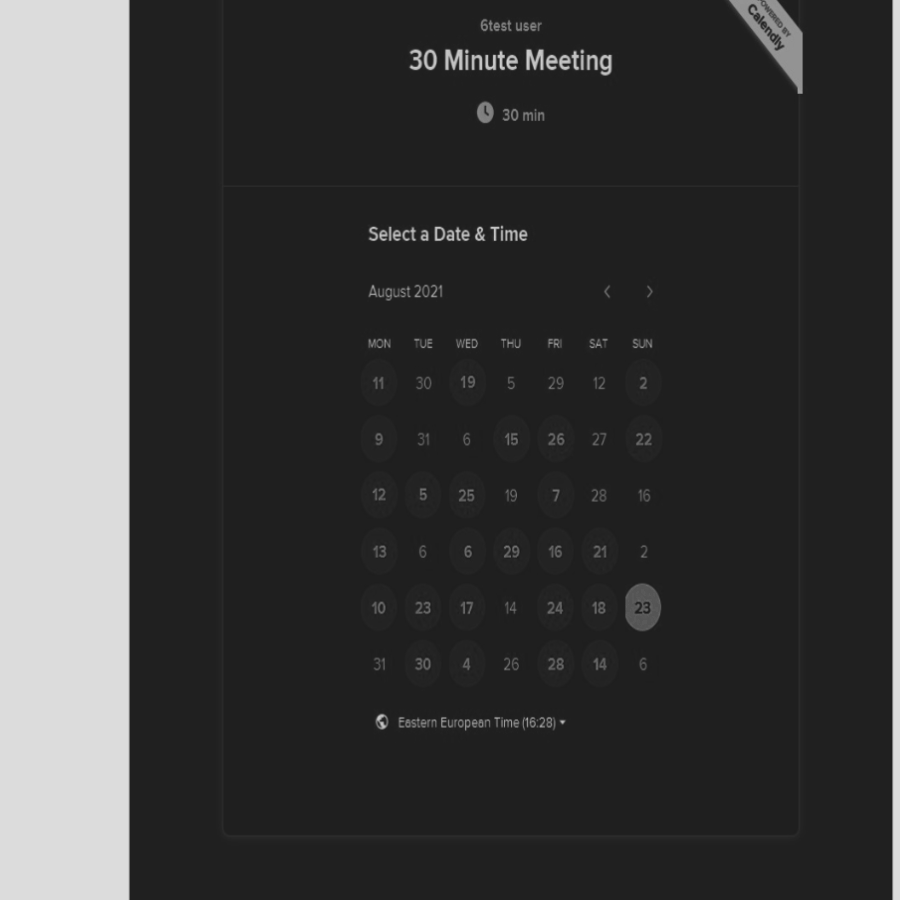 6test user
POWERED BY
Calendly
30 Minute Meeting
30 min
Select a Date & Time
August 2021
MON TUE WED THU FRI SAT SUN
11 30 19 5 29 12 2
9 31 6 15 26 27 22
12 5 25 19 7 28 16
13 6 6 29 16 21 2
10 23 17 14 24 18 23
31 30 4 26 28 14 6
Eastern European Time (16:28)